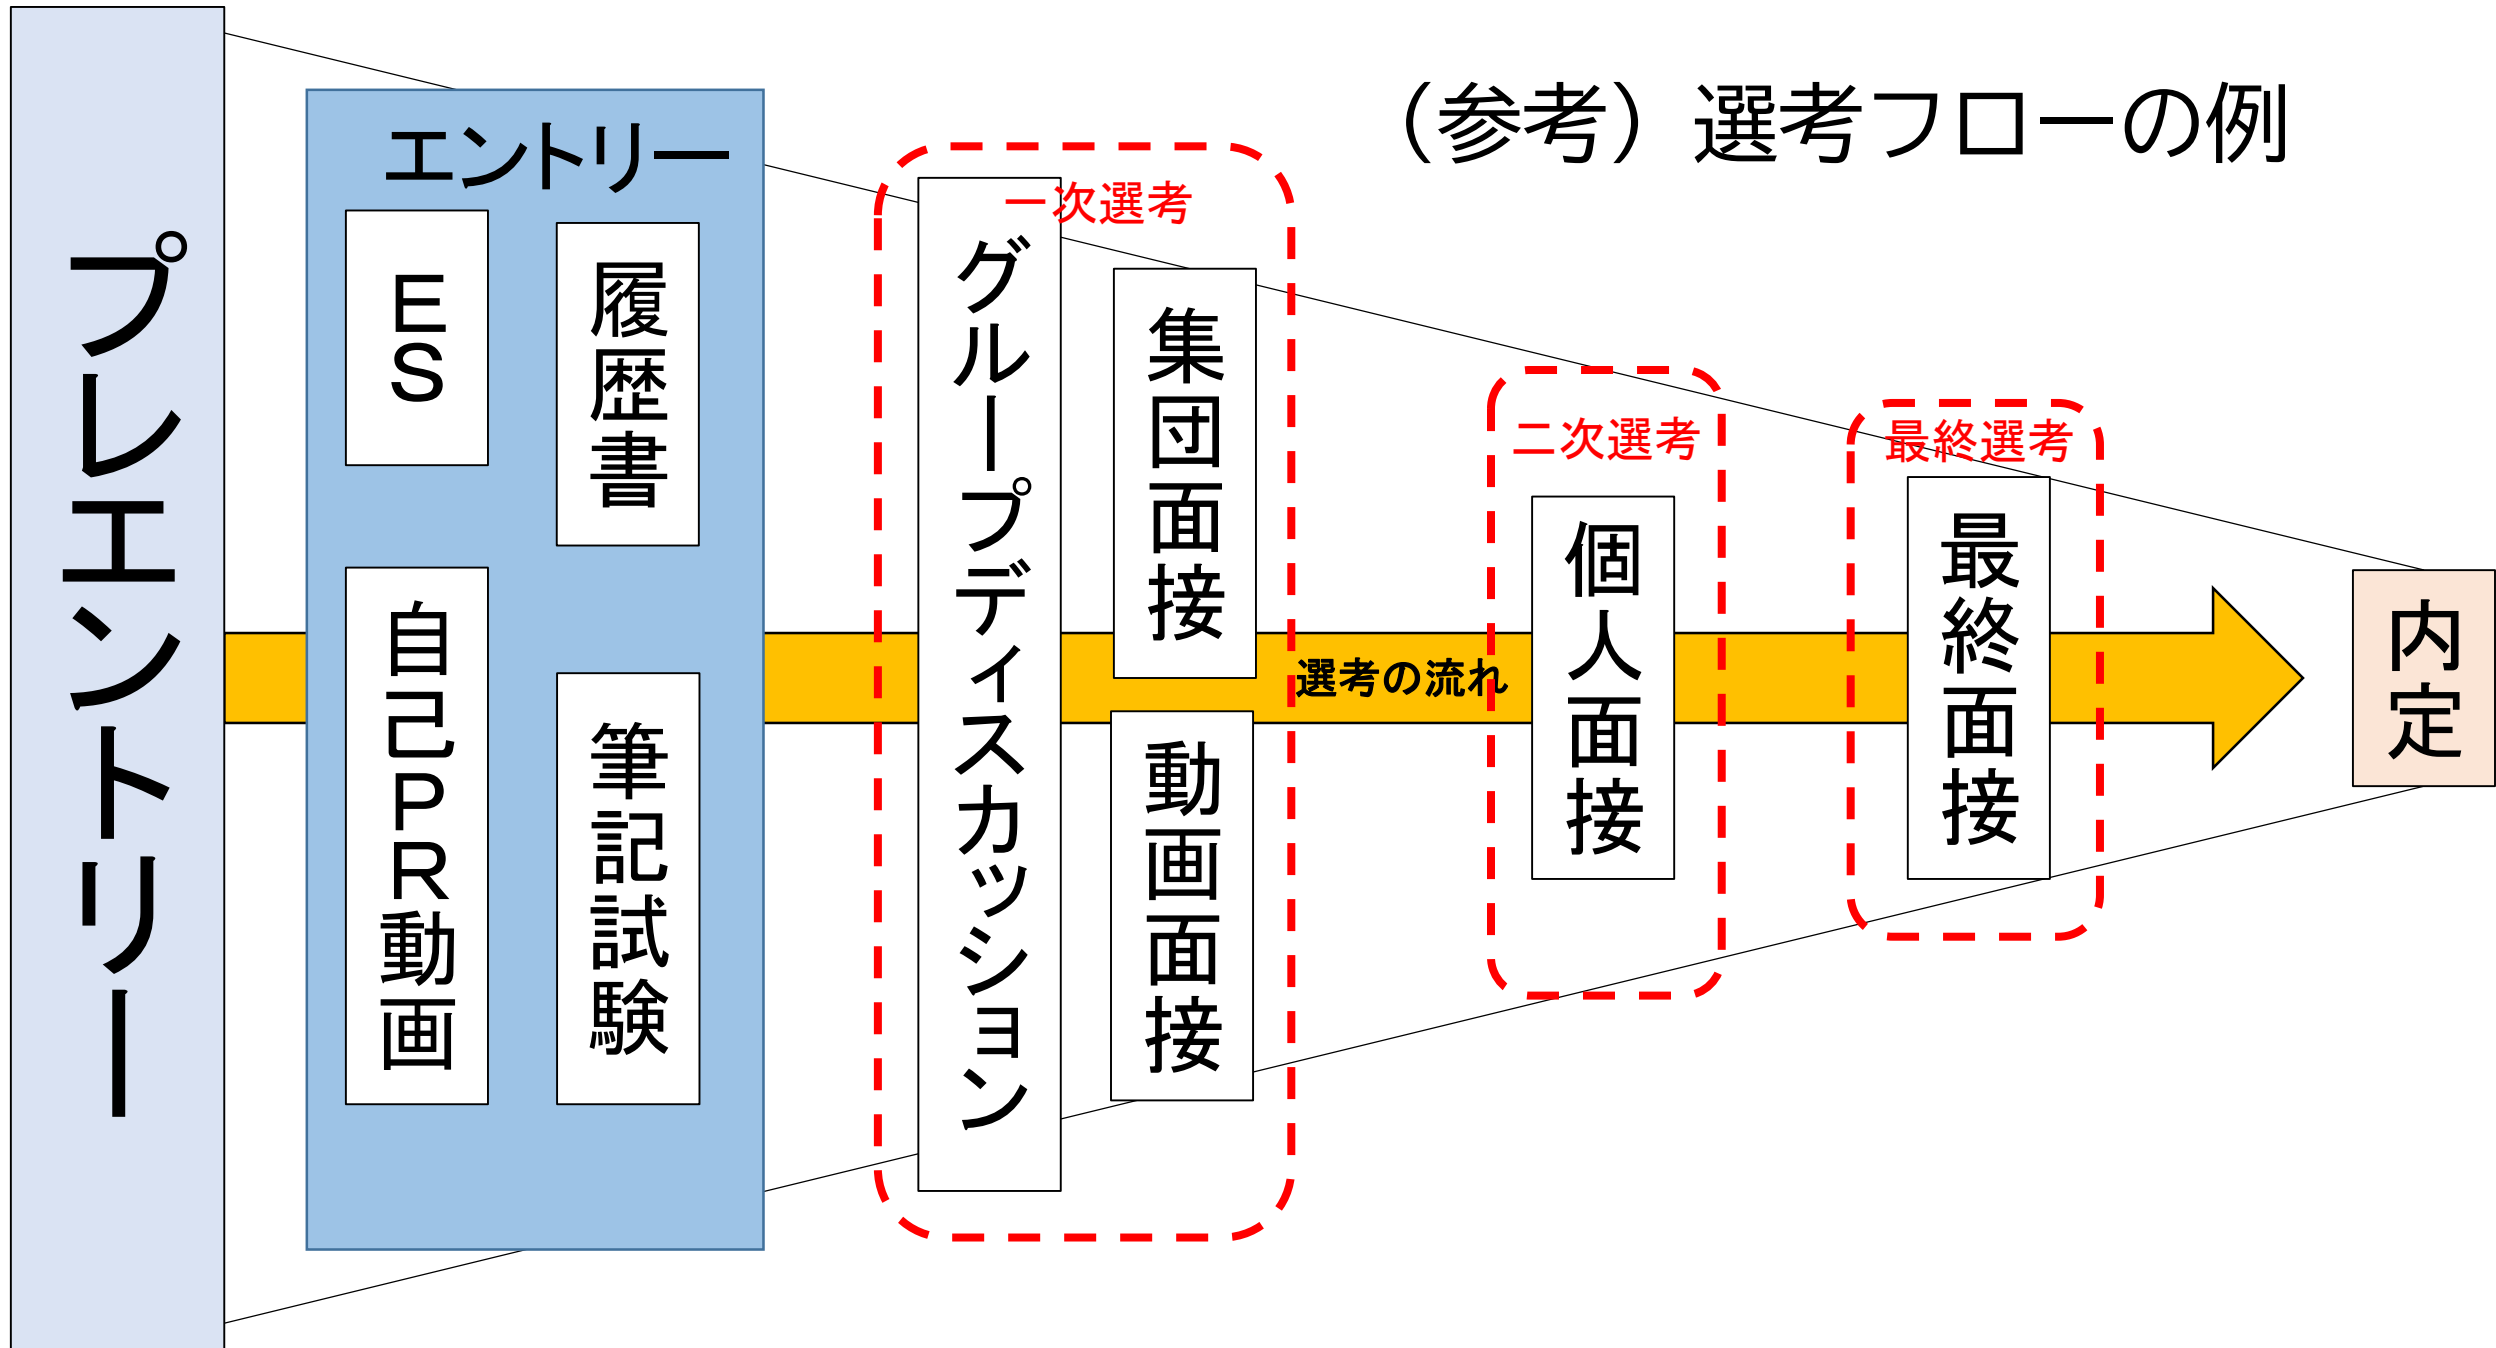 (参考) 選考フローの例
プレエントリー
エントリー
ES
履歴書
自己PR動画
筆記試験
一次選考
グループディスカッション
集団面接
動画面接
選考の流れ
二次選考
個人面接
最終選考
最終面接
内定